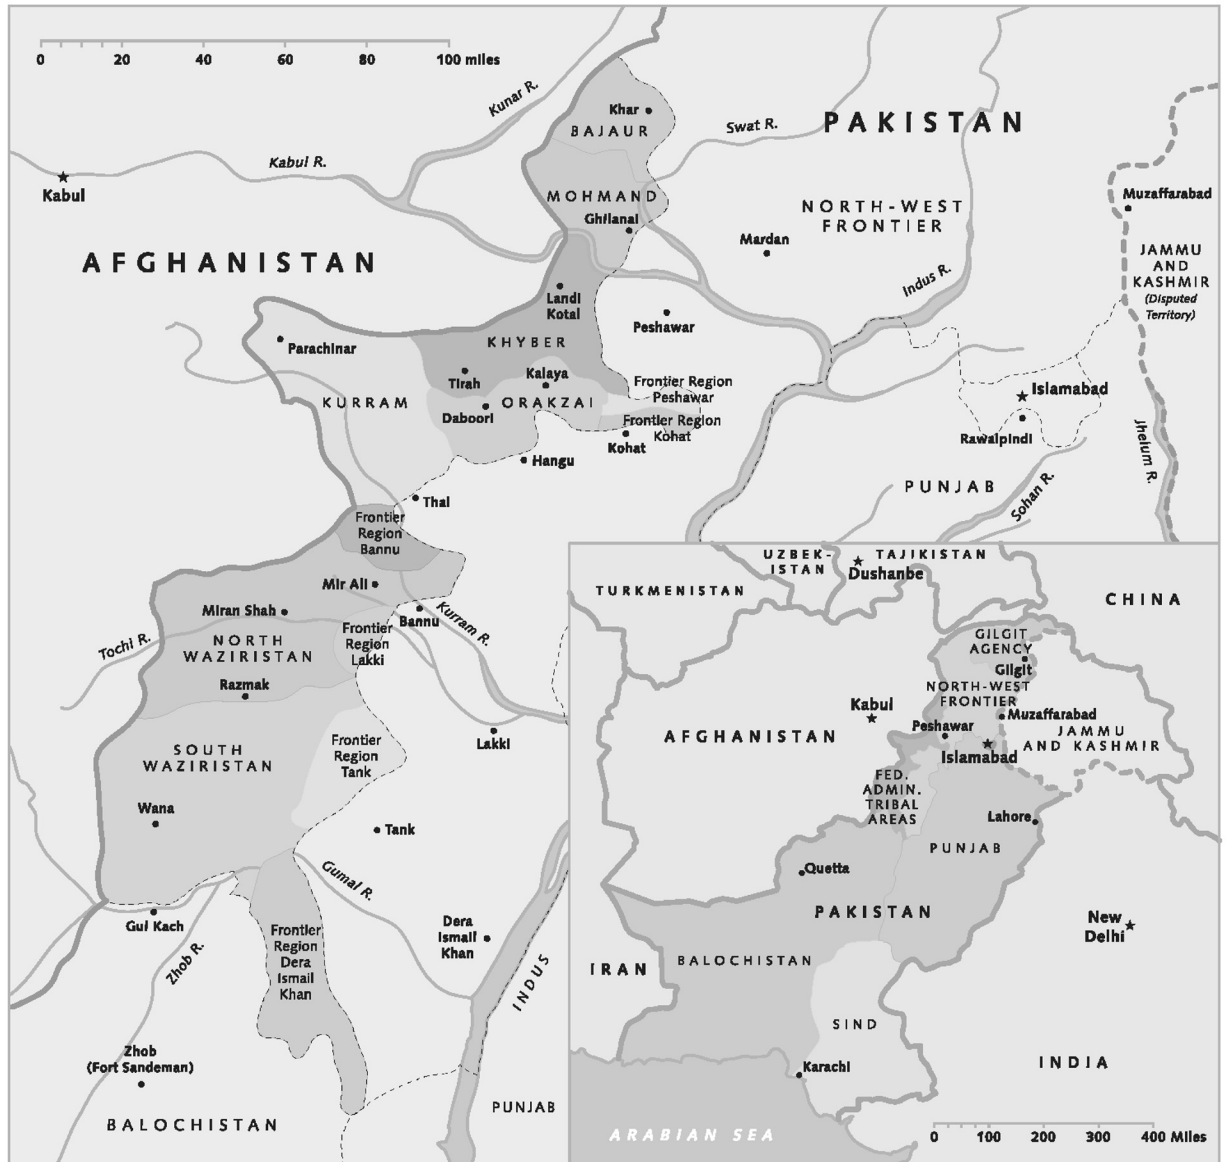 0 20 40 60 80 100 miles
Kunar R.
Khar
BAJAUR
Swat R.
PAKISTAN
Kabul R.
Kabul
MOHMAND
Ghilanai
NORTH-WEST
FRONTIER
Mardan
Muzaffarabad
JAMMU
AND
KASHMIR
(Disputed
Territory)
AFGHANISTAN
Indus R.
Landi
Kotal
Peshawar
Parachinar
KHYBER
Tirah
Kalaya
Frontier Region
Peshawar
Islamabad
KURRAM
Daboori
ORAKZAI
Frontier Region
Kohat
Kohat
Rawalpindi
Jhelum R.
Hangu
Thal
PUNJAB
Sohan R.
Frontier
Region
Bannu
Mir Ali
Miran Shah
Bannu
Kurram R.
Tochi R.
NORTH
WAZIRISTAN
Frontier
Region
Lakki
Razmak
Lakki
SOUTH
WAZIRISTAN
Frontier
Region
Tank
Wana
Tank
Gumal R.
Gul Kach
Zhob R.
Frontier
Region
Dera
Ismail
Khan
Dera
Ismail
Khan
INDUS
Zhob
(Fort Sandeman)
BALOCHISTAN
PUNJAB
UZBEK-
ISTAN
TAJIKISTAN
Dushanbe
TURKMENISTAN
CHINA
GILGIT
AGENCY
Gilgit
NORTH-WEST
FRONTIER
Kabul
Peshawar
Muzaffarabad
JAMMU
AND KASHMIR
AFGHANISTAN
Islamabad
FED.
ADMIN.
TRIBAL
AREAS
Lahore
PUNJAB
Quetta
PAKISTAN
New
Delhi
IRAN
BALOCHISTAN
SIND
Karachi
INDIA
ARABIAN SEA
0 100 200 300 400 Miles